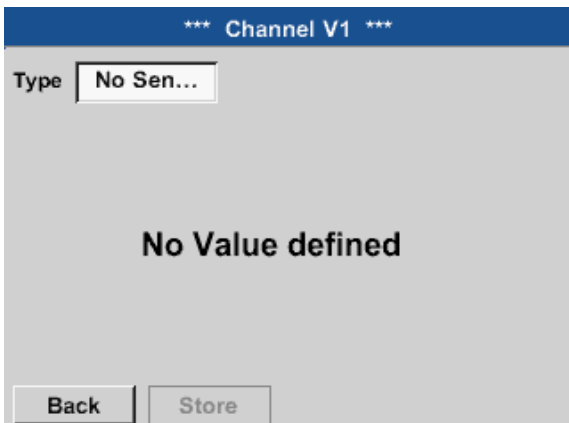 *** Channel V1 ***
Type No Sen...
No Value defined
Back Store